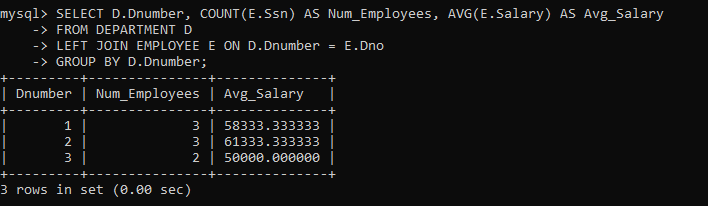 mysql> SELECT D.Dnumber, COUNT(E.Ssn) AS Num_Employees, AVG(E.Salary) AS Avg_Salary
    -> FROM DEPARTMENT D
    -> LEFT JOIN EMPLOYEE E ON D.Dnumber = E.Dno
    -> GROUP BY D.Dnumber;
+---------+---------------+--------------+
| Dnumber | Num_Employees | Avg_Salary   |
+---------+---------------+--------------+
|       1 |             3 | 58333.333333 |
|       2 |             3 | 61333.333333 |
|       3 |             2 | 50000.000000 |
+---------+---------------+--------------+
3 rows in set (0.00 sec)